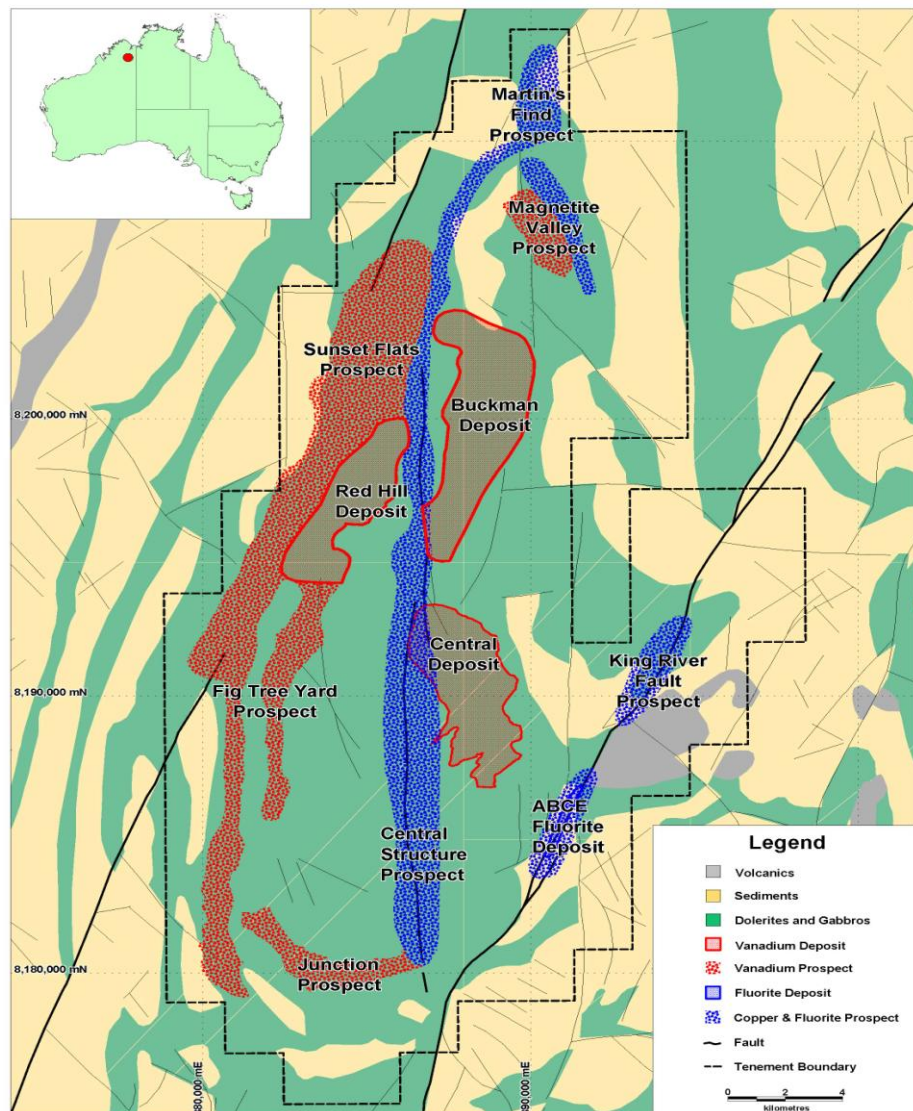 Martin's
Find
Prospect
Magnetite
Valley
Prospect
Sunset Flats
Prospect
8,200,000 mN
Buckman
Deposit
Red Hill
Deposit
Central
Deposit
King River
Fault
Prospect
8,190,000 mN
Fig Tree Yard
Prospect
ABCE
Fluorite
Deposit
Central
Structure
Prospect
8,180,000 mN
Junction
Prospect
Legend
Volcanics
Sediments
Dolerites and Gabbros
Vanadium Deposit
Vanadium Prospect
Fluorite Deposit
Copper & Fluorite Prospect
Fault
Tenement Boundary
0 2 4
kilometres